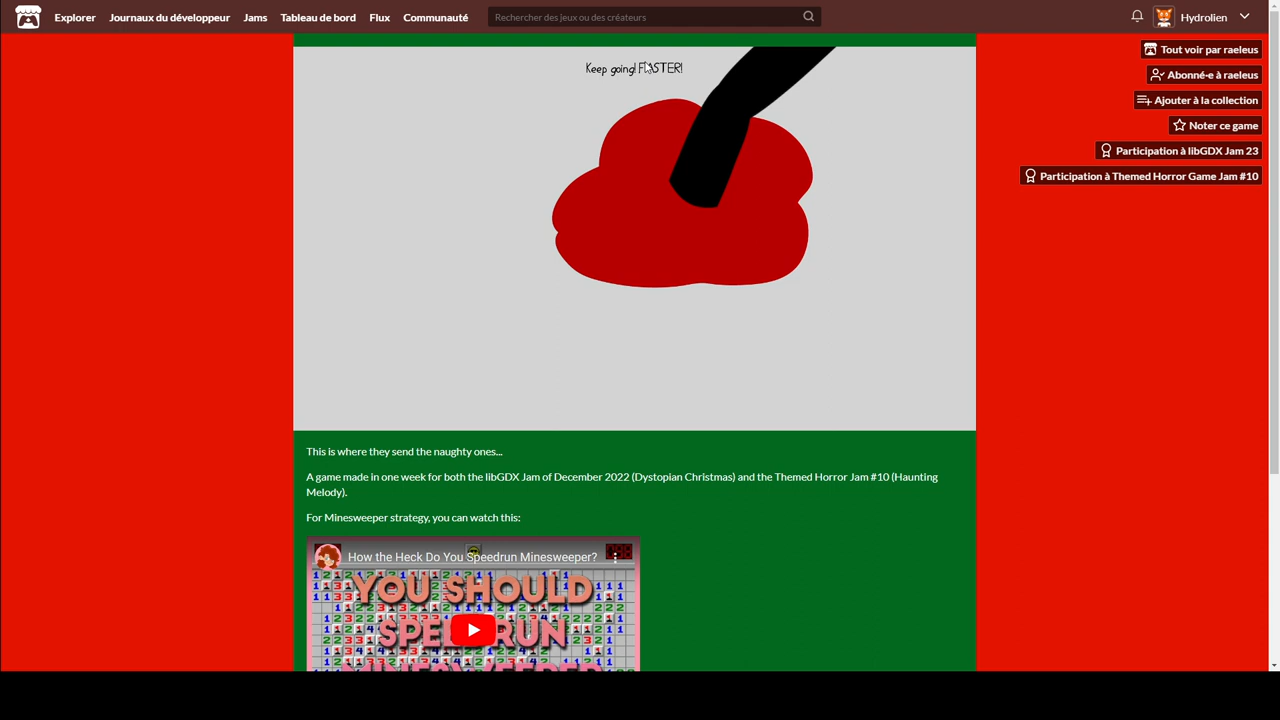 Explorer Journaux du développeur Jams Tableau de bord Flux Communauté Rechercher des jeux ou des créateurs Hydrolien
Tout voir par raeleus
Abonné·e à raeleus
Ajouter à la collection
Noter ce game
Participation à libGDX Jam 23
Participation à Themed Horror Game Jam #10
Keep going! FASTER!
This is where they send the naughty ones...
A game made in one week for both the libGDX Jam of December 2022 (Dystopian Christmas) and the Themed Horror Jam #10 (Haunting
Melody).
For Minesweeper strategy, you can watch this:
How the Heck Do You Speedrun Minesweeper?
YOU SHOULD
SPEEDRUN
MINESWEEPER